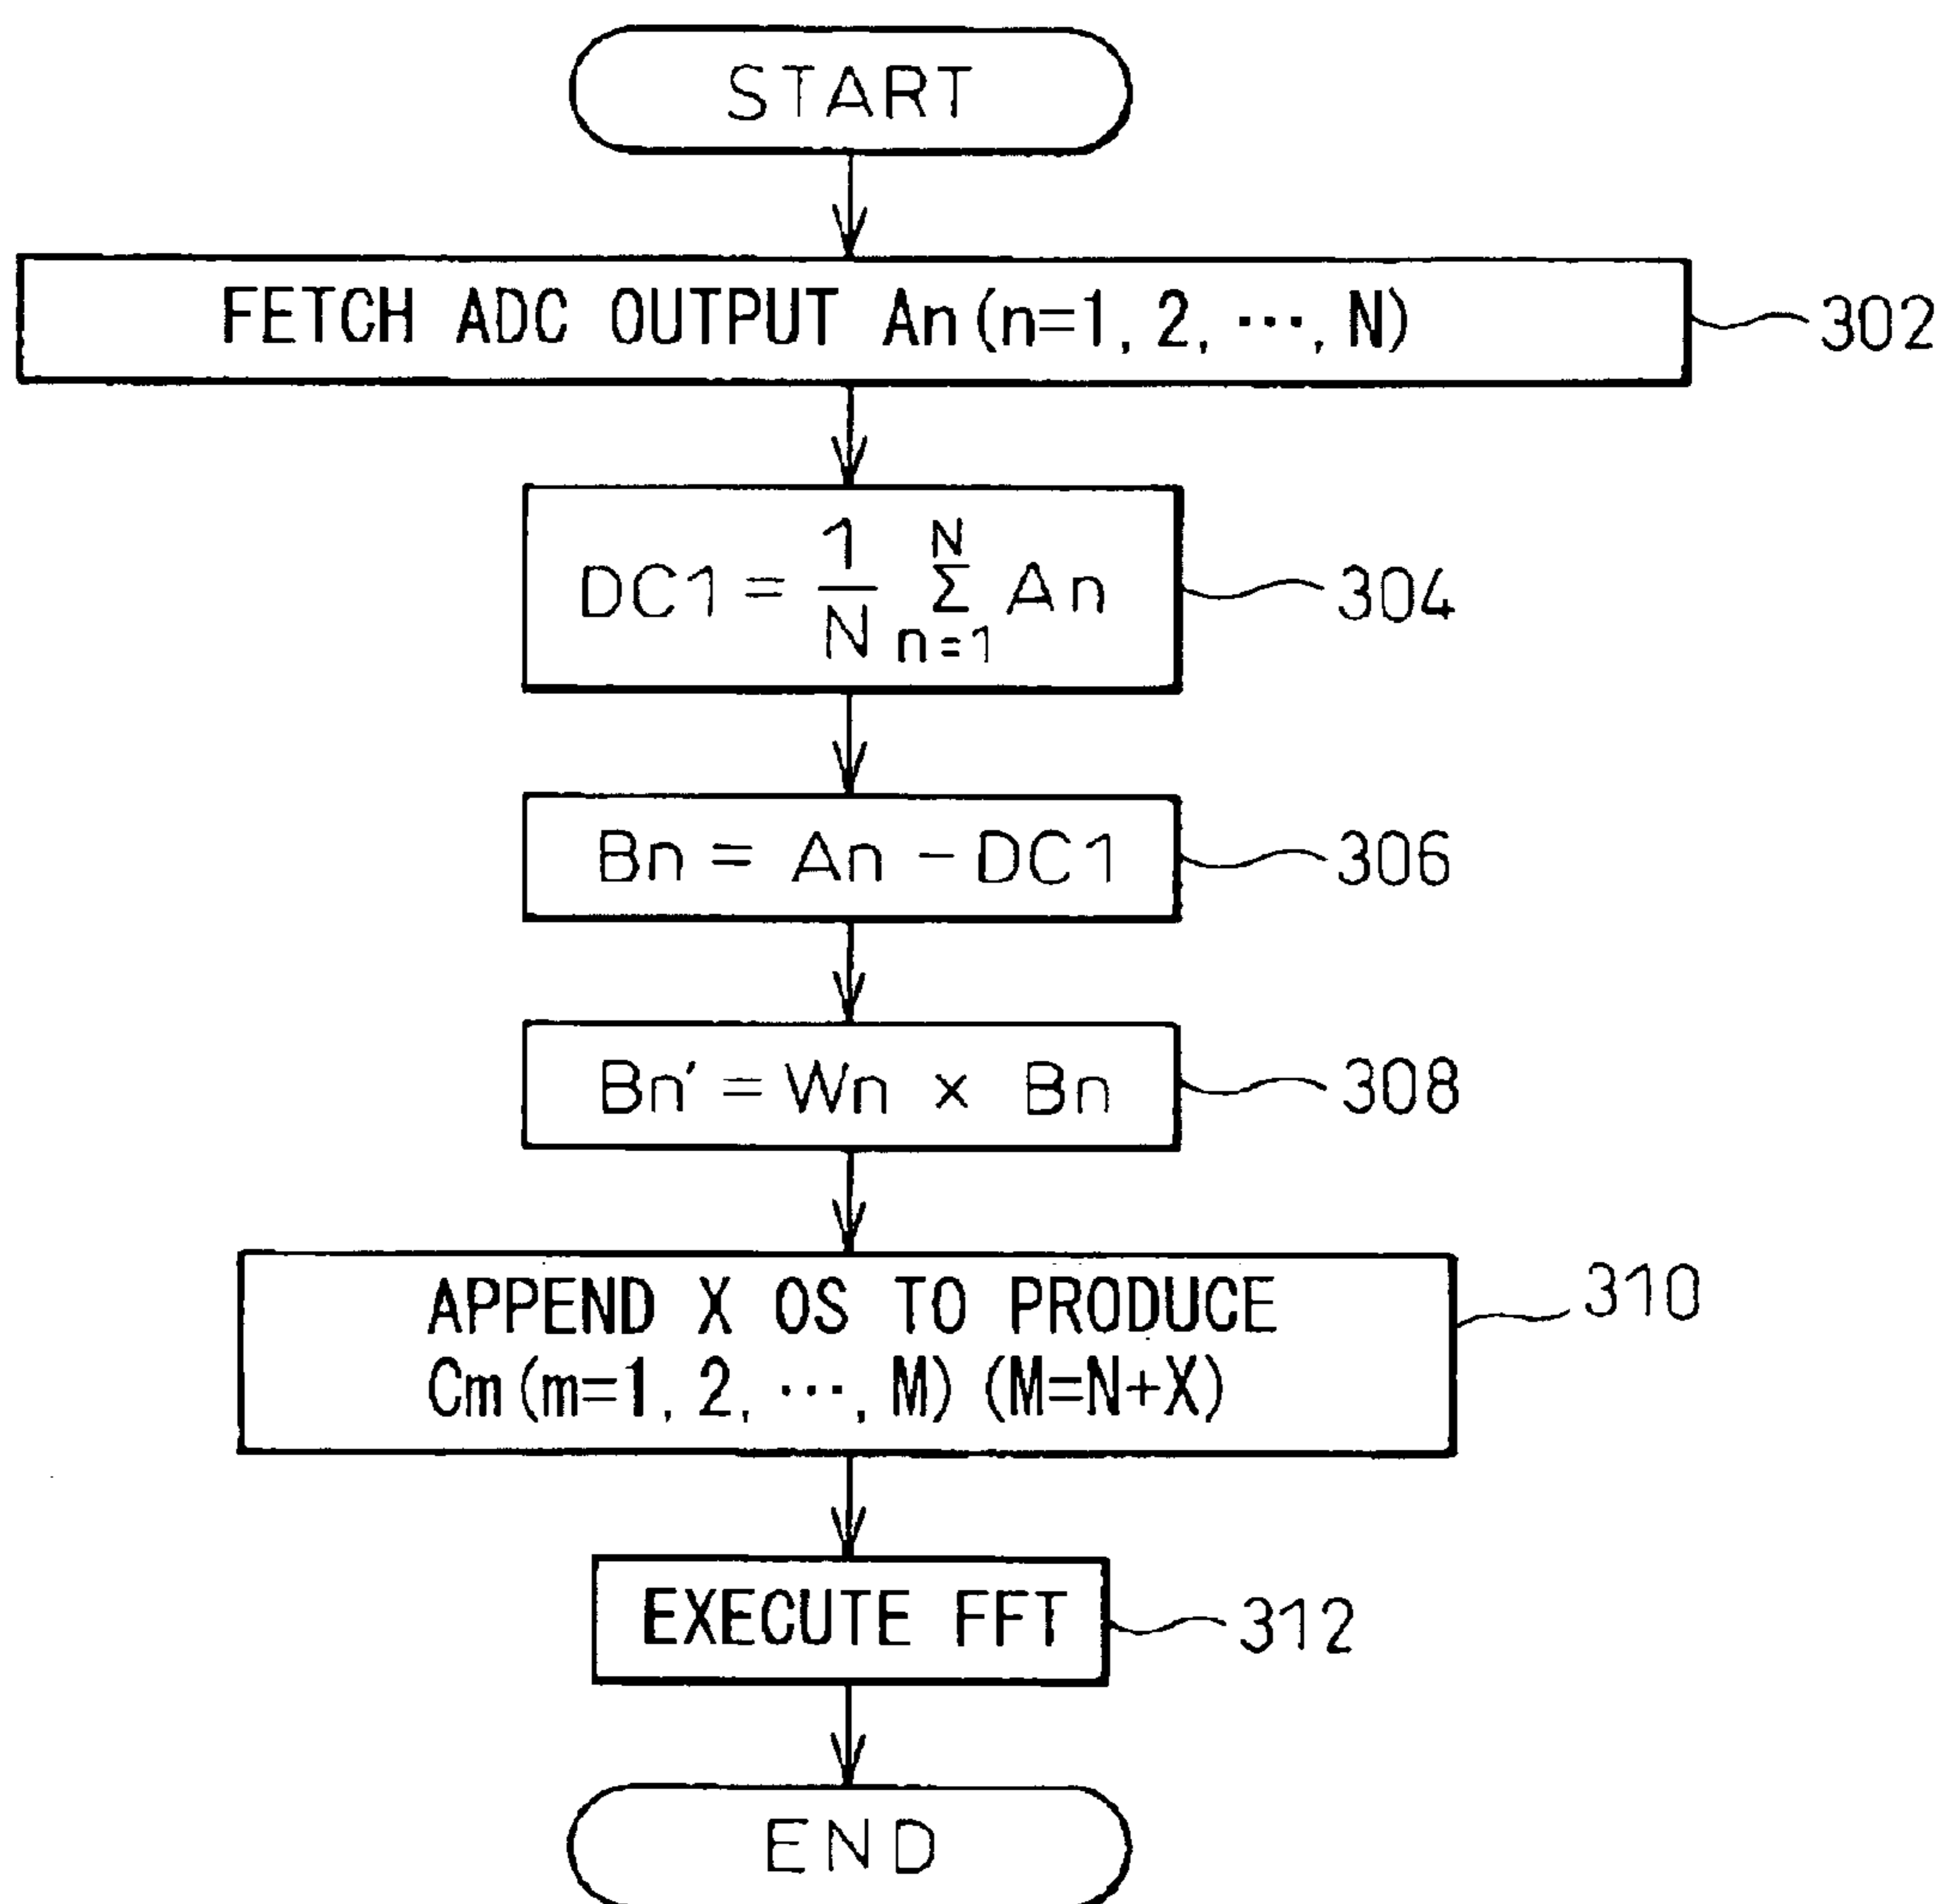 START
FETCH ADC OUTPUT An (n=1, 2, ···, N)
302
DC1 = 1/N N Σ n=1 An
304
Bn = An - DC1
306
Bn' = Wn × Bn
308
APPEND X 0S TO PRODUCE
Cm (m=1, 2, ···, M) (M=N+X)
310
EXECUTE FFT
312
END